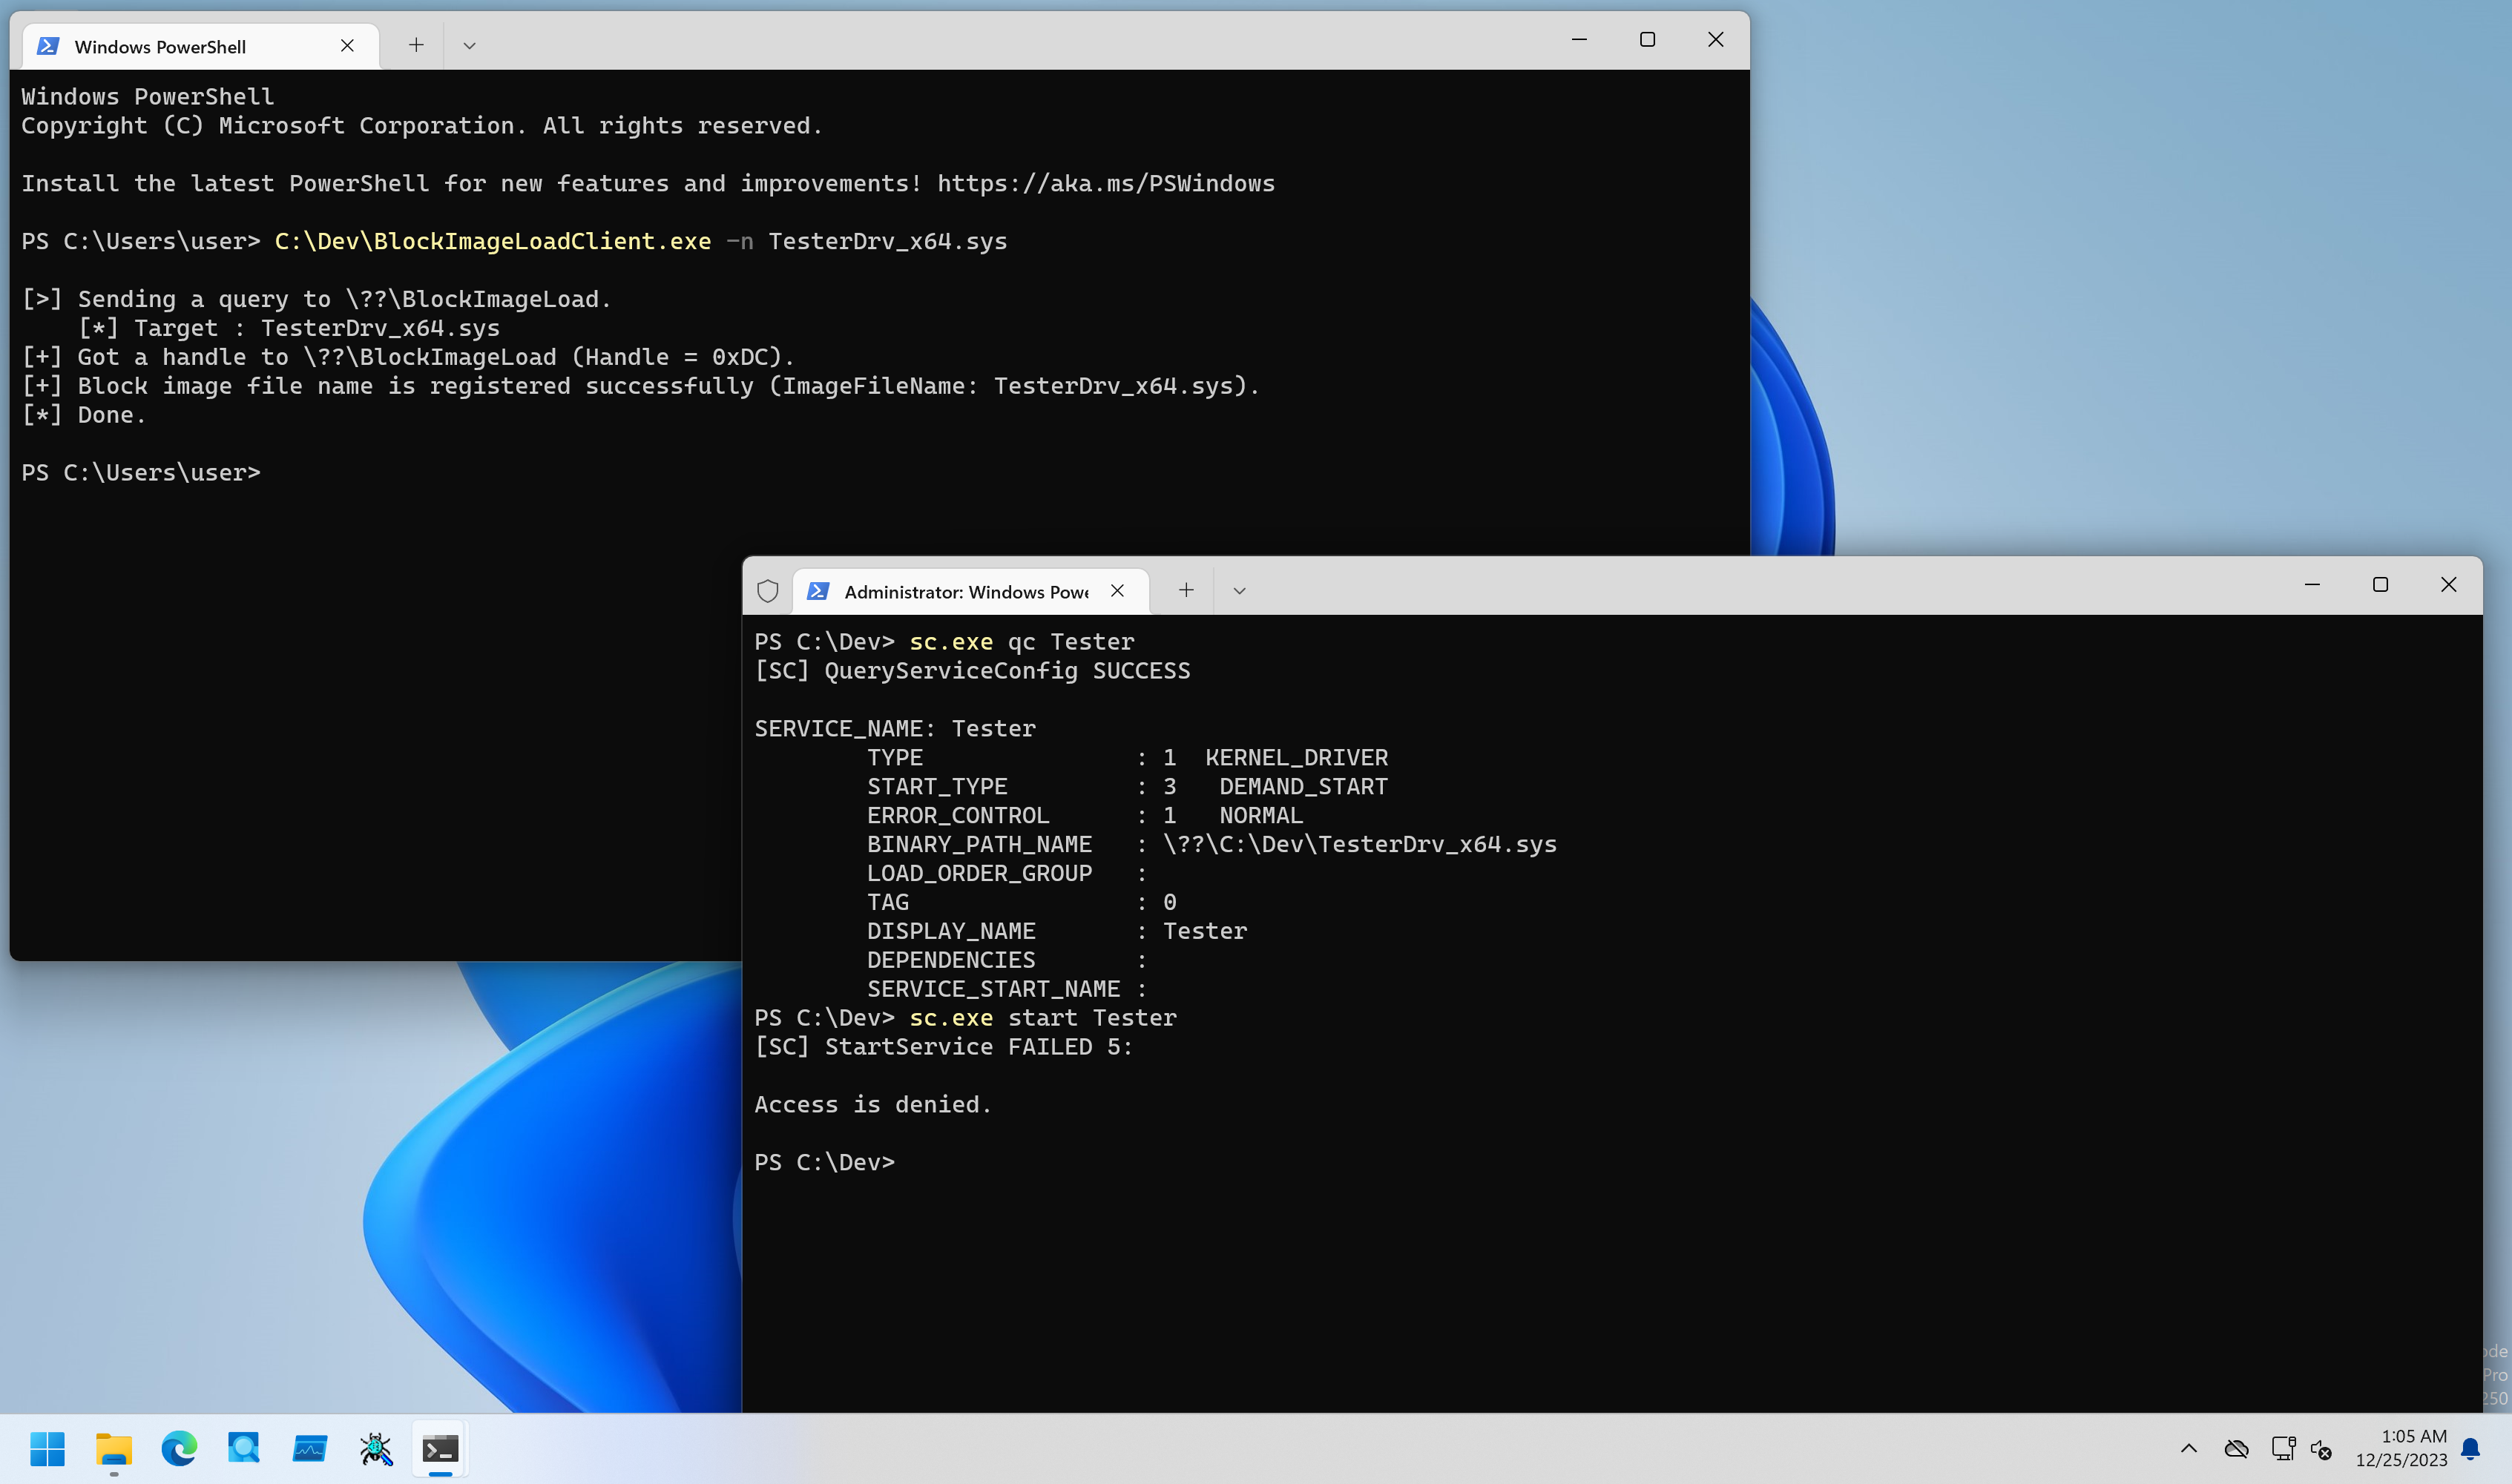 Windows PowerShell
Windows PowerShell
Copyright (C) Microsoft Corporation. All rights reserved.
Install the latest PowerShell for new features and improvements! https://aka.ms/PSWindows
PS C:\Users\user> C:\Dev\BlockImageLoadClient.exe -n TesterDrv_x64.sys
[>] Sending a query to \??\BlockImageLoad.
[*] Target : TesterDrv_x64.sys
[+] Got a handle to \??\BlockImageLoad (Handle = 0xDC).
[+] Block image file name is registered successfully (ImageFileName: TesterDrv_x64.sys).
[*] Done.
PS C:\Users\user>
Administrator: Windows Powe
PS C:\Dev> sc.exe qc Tester
[SC] QueryServiceConfig SUCCESS
SERVICE_NAME: Tester
TYPE : 1 KERNEL_DRIVER
START_TYPE : 3 DEMAND_START
ERROR_CONTROL : 1 NORMAL
BINARY_PATH_NAME : \??\C:\Dev\TesterDrv_x64.sys
LOAD_ORDER_GROUP :
TAG : 0
DISPLAY_NAME : Tester
DEPENDENCIES :
SERVICE_START_NAME :
PS C:\Dev> sc.exe start Tester
[SC] StartService FAILED 5:
Access is denied.
PS C:\Dev>
Pro
250
1:05 AM
12/25/2023